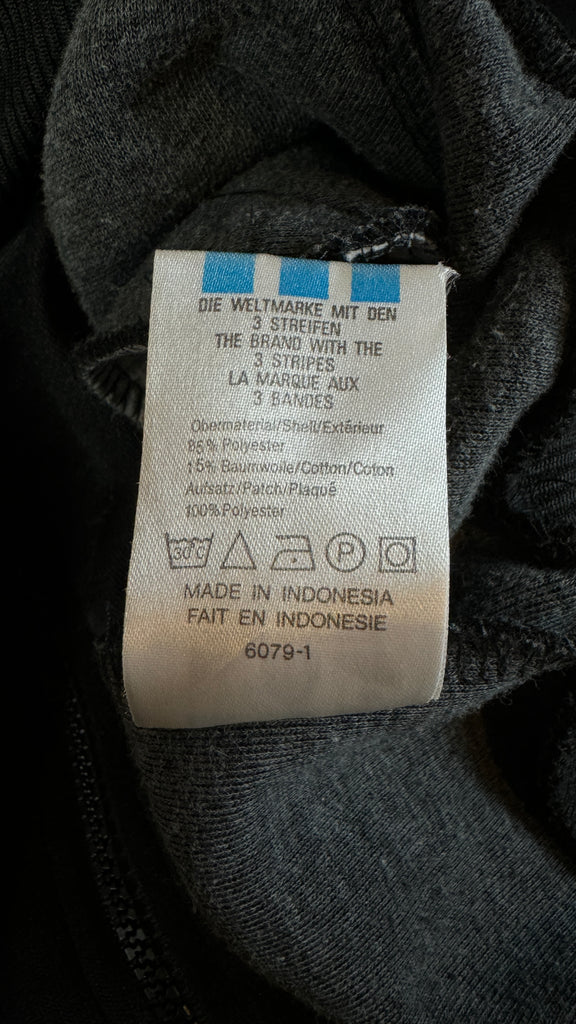 DIE WELTMARKE MIT DEN
3 STREIFEN
THE BRAND WITH THE
3 STRIPES
LA MARQUE AUX
3 BANDES
Obermaterial/Shell/Extérieur
85% Polyester
15% Baumwolle/Cotton/Coton
Aufsatz/Patch/Plaqué
100% Polyester
30°C P
MADE IN INDONESIA
FAIT EN INDONESIE
6079-1